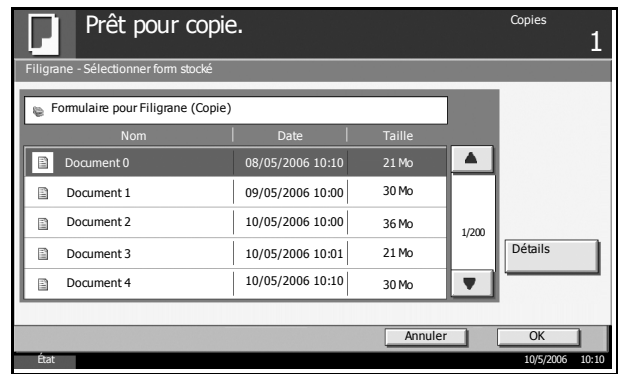 Prêt pour copie.
Copies
1
Filigrane - Sélectionner form stocké
Formulaire pour Filigrane (Copie)
Nom Date Taille
Document 0 08/05/2006 10:10 21 Mo
Document 1 09/05/2006 10:00 30 Mo
Document 2 10/05/2006 10:00 36 Mo
Document 3 10/05/2006 10:01 21 Mo
Document 4 10/05/2006 10:10 30 Mo
1/200
Détails
Annuler OK
État 10/5/2006 10:10